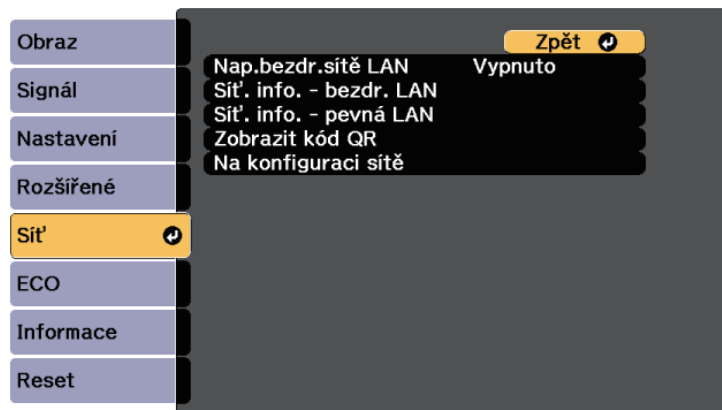 Obraz
Signál
Nastavení
Rozšířené
Síť
ECO
Informace
Reset
Zpět
Nap.bezdr.sítě LAN Vypnuto
Síť. info. - bezdr. LAN
Síť. info. - pevná LAN
Zobrazit kód QR
Na konfiguraci sítě